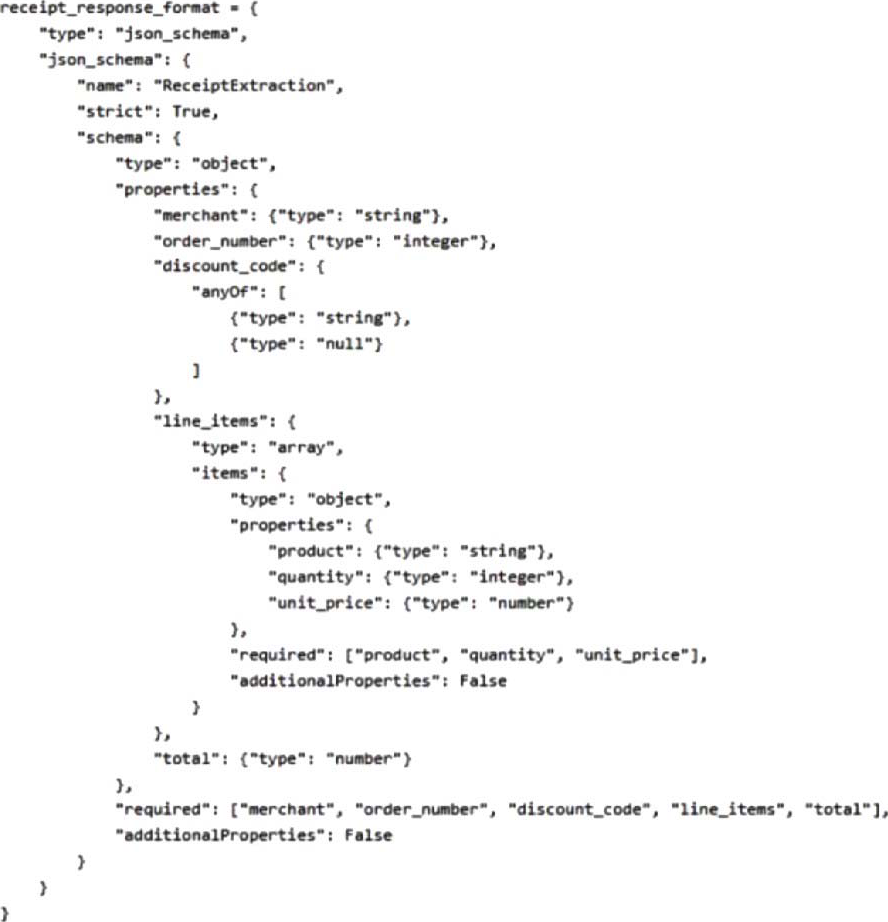 receipt_response_format = {
    "type": "json_schema",
    "json_schema": {
        "name": "ReceiptExtraction",
        "strict": True,
        "schema": {
            "type": "object",
            "properties": {
                "merchant": {"type": "string"},
                "order_number": {"type": "integer"},
                "discount_code": {
                    "anyOf": [
                        {"type": "string"},
                        {"type": "null"}
                    ]
                },
                "line_items": {
                    "type": "array",
                    "items": {
                        "type": "object",
                        "properties": {
                            "product": {"type": "string"},
                            "quantity": {"type": "integer"},
                            "unit_price": {"type": "number"}
                        },
                        "required": ["product", "quantity", "unit_price"],
                        "additionalProperties": False
                    }
                },
                "total": {"type": "number"}
            },
            "required": ["merchant", "order_number", "discount_code", "line_items", "total"],
            "additionalProperties": False
        }
    }
}